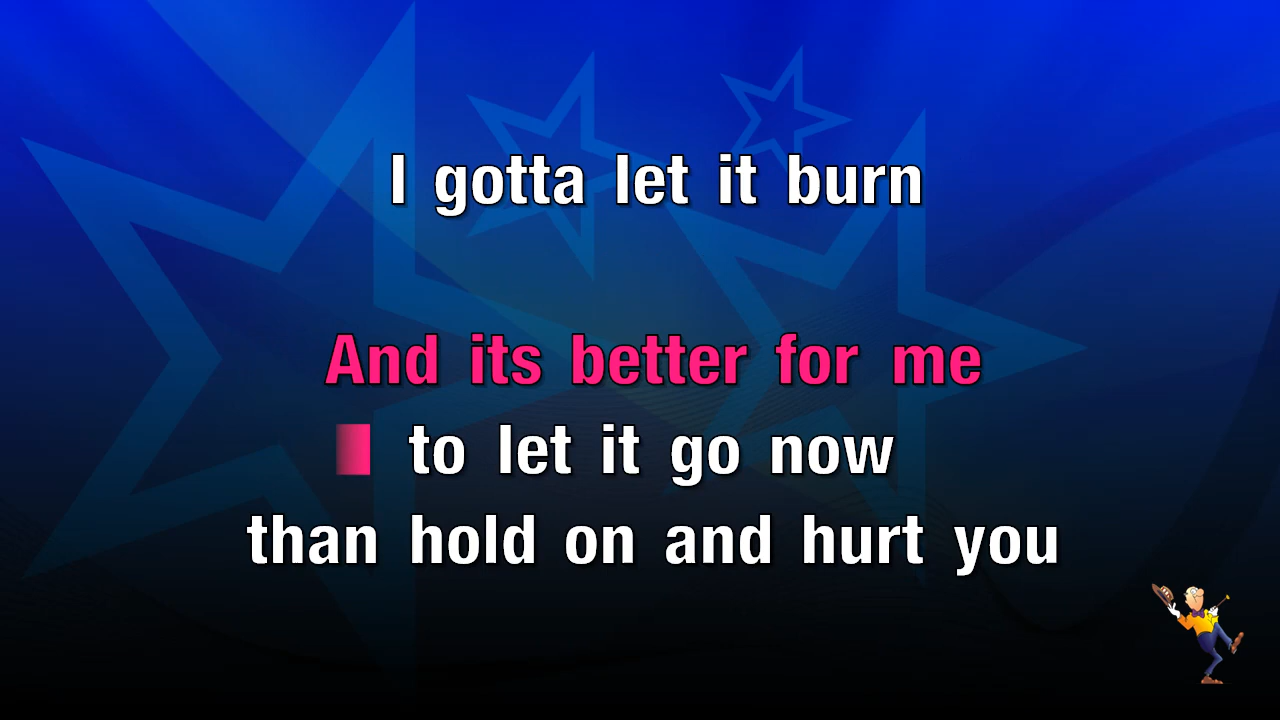 I gotta let it burn
And its better for me
to let it go now
than hold on and hurt you